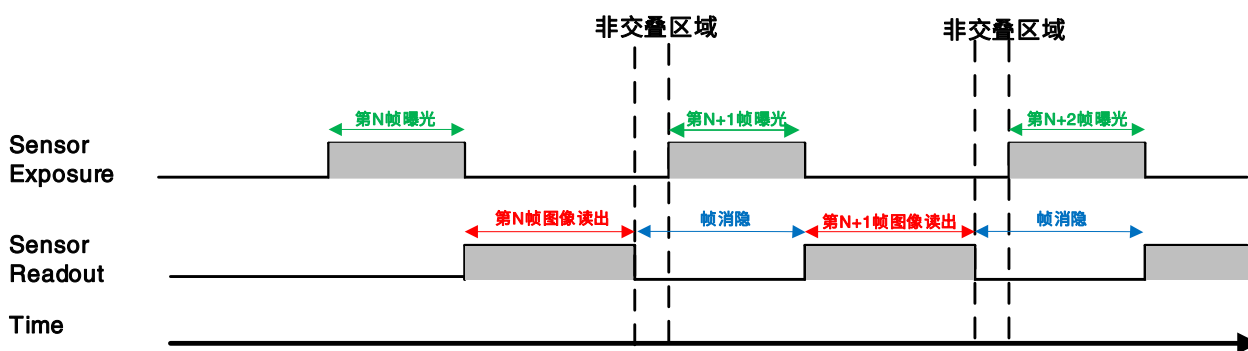 非交叠区域
非交叠区域
第N帧曝光
第N+1帧曝光
第N+2帧曝光
Sensor
Exposure
第N帧图像读出
帧消隐
第N+1帧图像读出
帧消隐
Sensor
Readout
Time